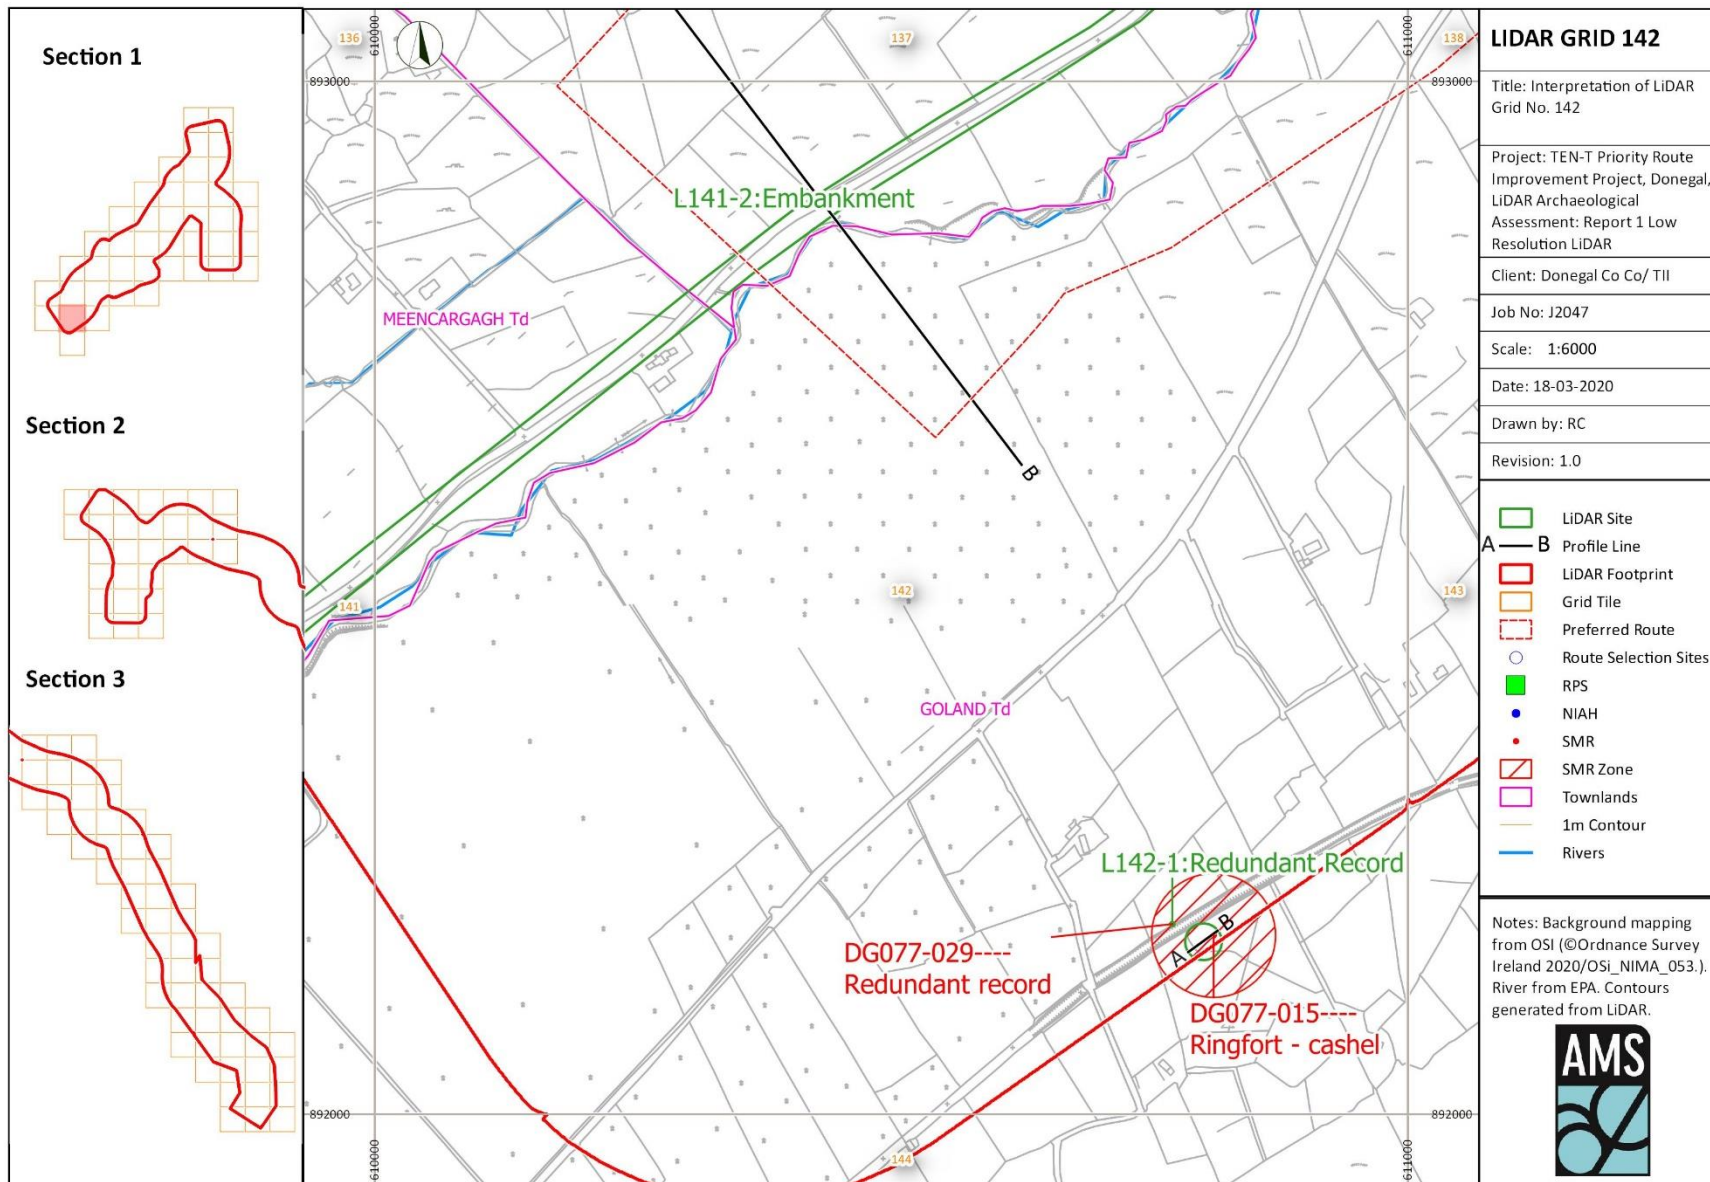 Section 1
Section 2
Section 3
136
610000
137
611000
138
893000
L141-2:Embankment
MEENCARGAGH Td
B
141
142
143
GOLAND Td
L142-1:Redundant Record
DG077-029----
Redundant record
A
B
DG077-015----
Ringfort - cashel
892000
892000
610000
144
611000
LIDAR GRID 142
Title: Interpretation of LiDAR
Grid No. 142
Project: TEN-T Priority Route
Improvement Project, Donegal,
LiDAR Archaeological
Assessment: Report 1 Low
Resolution LiDAR
Client: Donegal Co Co/ TII
Job No: J2047
Scale: 1:6000
Date: 18-03-2020
Drawn by: RC
Revision: 1.0
LiDAR Site
A B Profile Line
LiDAR Footprint
Grid Tile
Preferred Route
Route Selection Sites
RPS
NIAH
SMR
SMR Zone
Townlands
1m Contour
Rivers
Notes: Background mapping
from OSI (©Ordnance Survey
Ireland 2020/OSi_NIMA_053.).
River from EPA. Contours
generated from LiDAR.
AMS